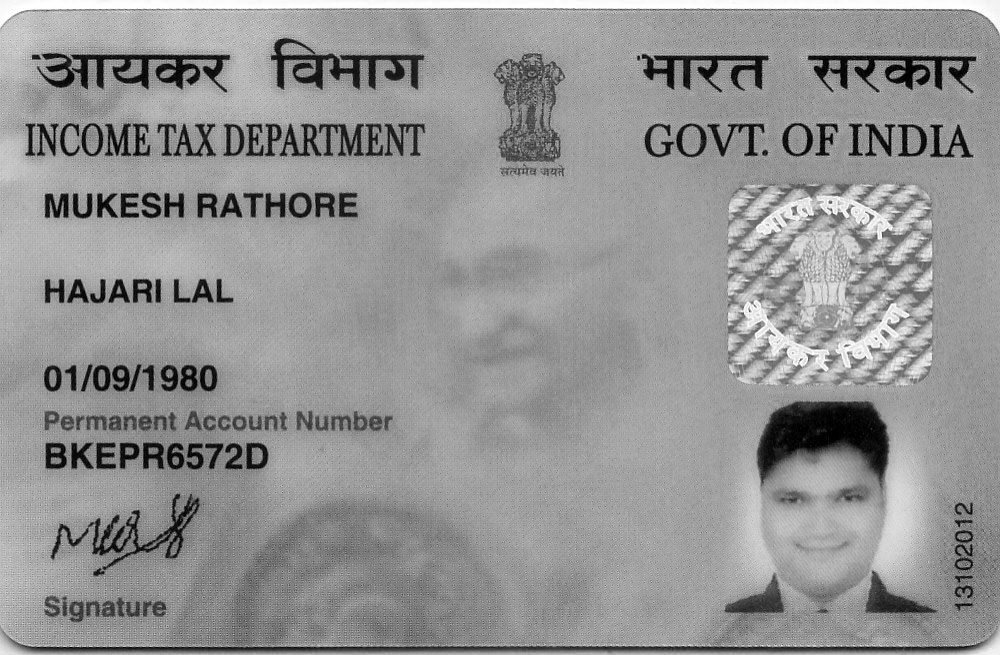 आयकर विभाग
भारत सरकार
INCOME TAX DEPARTMENT
GOVT. OF INDIA
सत्यमेव जयते
MUKESH RATHORE
HAJARI LAL
01/09/1980
Permanent Account Number
BKEPR6572D
Signature
भारत सरकार
आयकर विभाग
13102012